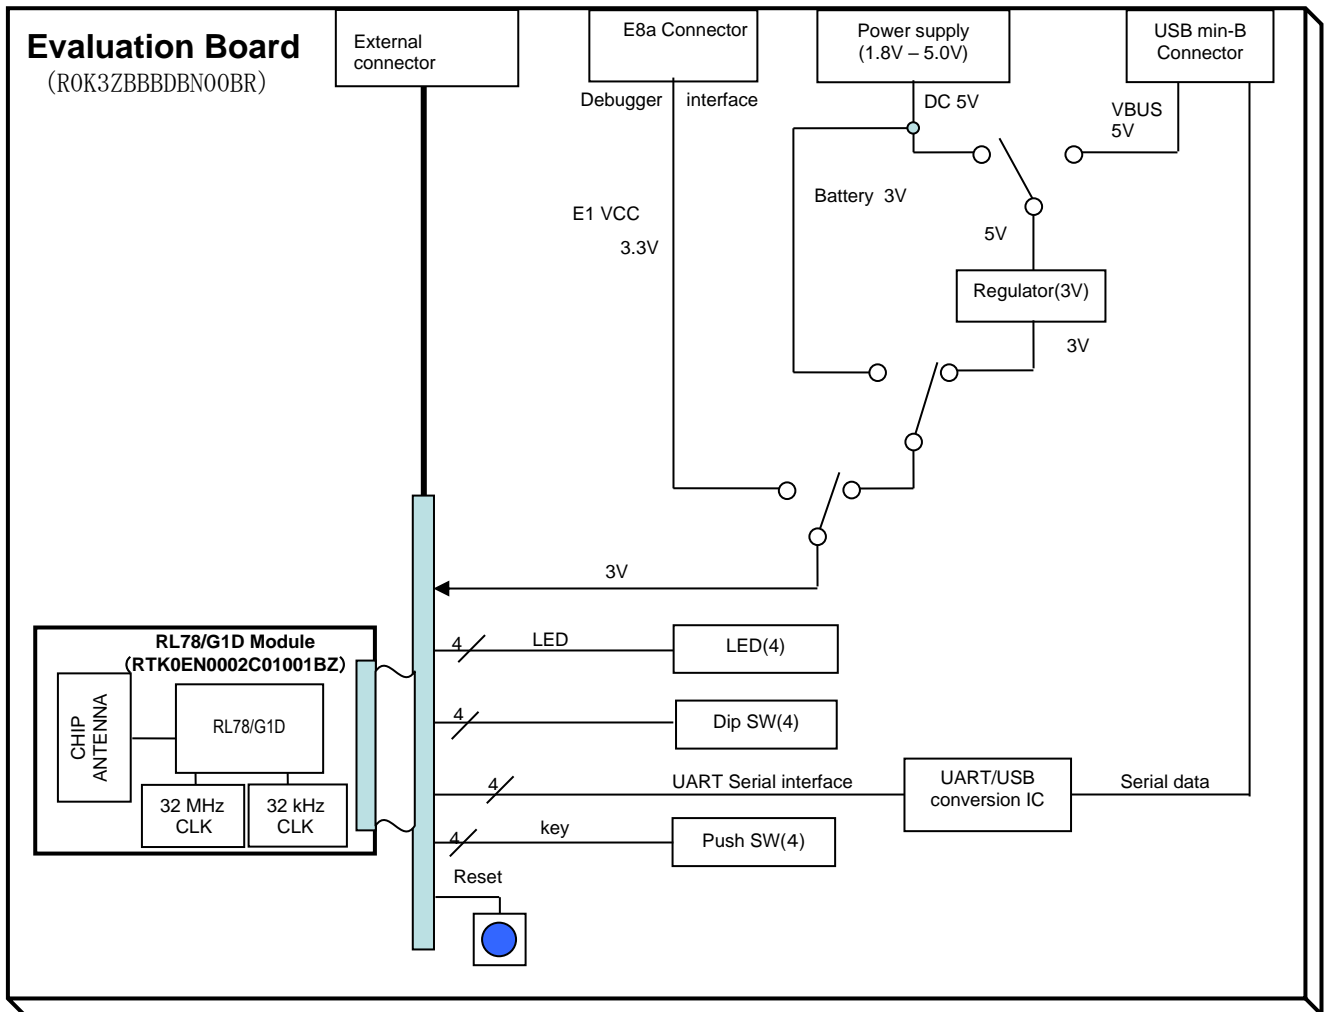 Evaluation Board
(R0K3ZBBBDBN00BR)
External
connector
E8a Connector
Power supply
(1.8V – 5.0V)
USB min-B
Connector
Debugger interface
DC 5V
VBUS
5V
Battery 3V
E1 VCC
3.3V
5V
Regulator(3V)
3V
3V
RL78/G1D Module
(RTK0EN0002C01001BZ)
CHIP
ANTENNA
RL78/G1D
32 MHz
CLK
32 kHz
CLK
4
LED
LED(4)
4
Dip SW(4)
4
UART Serial interface
UART/USB
conversion IC
Serial data
4
key
Push SW(4)
Reset